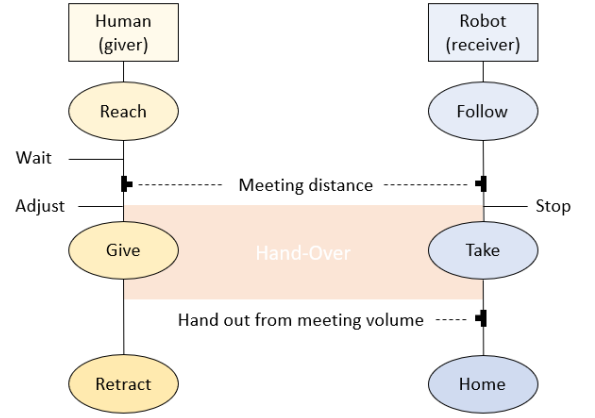 Human
(giver)
Robot
(receiver)
Reach
Follow
Wait
Meeting distance
Adjust
Stop
Give
Hand-Over
Take
Hand out from meeting volume
Retract
Home